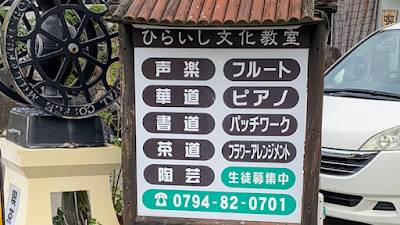 ひらいし文化教室
声楽 フルート
華道 ピアノ
書道 パッチワーク
茶道 フラワーアレンジメント
陶芸 生徒募集中
☎0794-82-0701